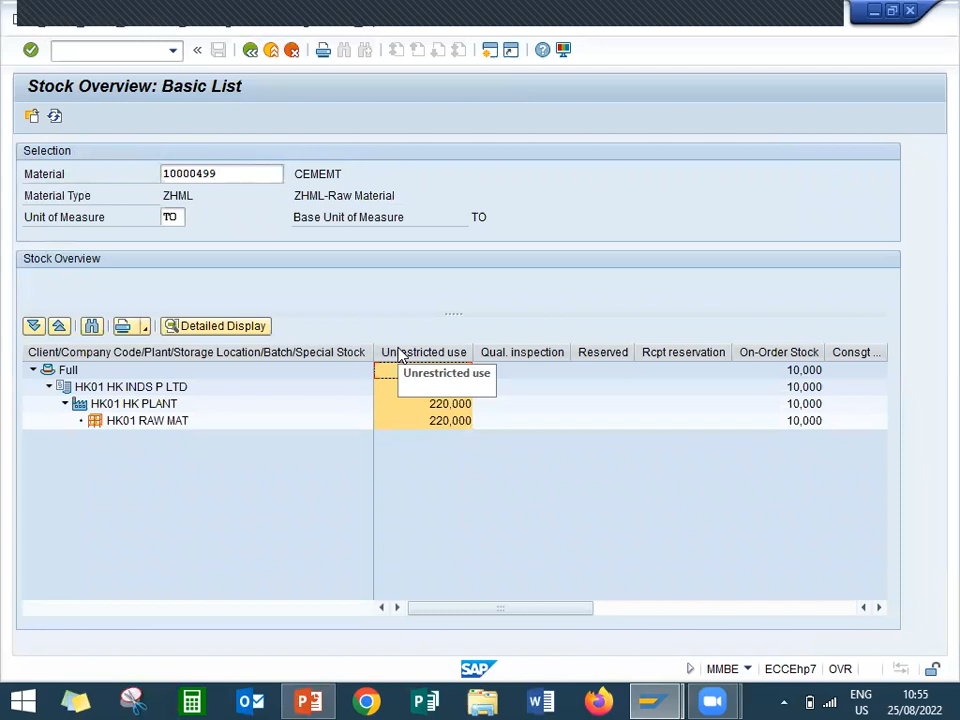 Stock Overview: Basic List
Selection
Material 10000499 CEMEMT
Material Type ZHML ZHML-Raw Material
Unit of Measure TO Base Unit of Measure TO
Stock Overview
Detailed Display
Client/Company Code/Plant/Storage Location/Batch/Special Stock Unrestricted use Qual. inspection Reserved Rcpt reservation On-Order Stock Consgt ...
Full 10,000
Unrestricted use
HK01 HK INDS P LTD 10,000
HK01 HK PLANT 220,000 10,000
HK01 RAW MAT 220,000 10,000
SAP MMBE ECCEhp7 OVR
ENG 10:55
US 25/08/2022